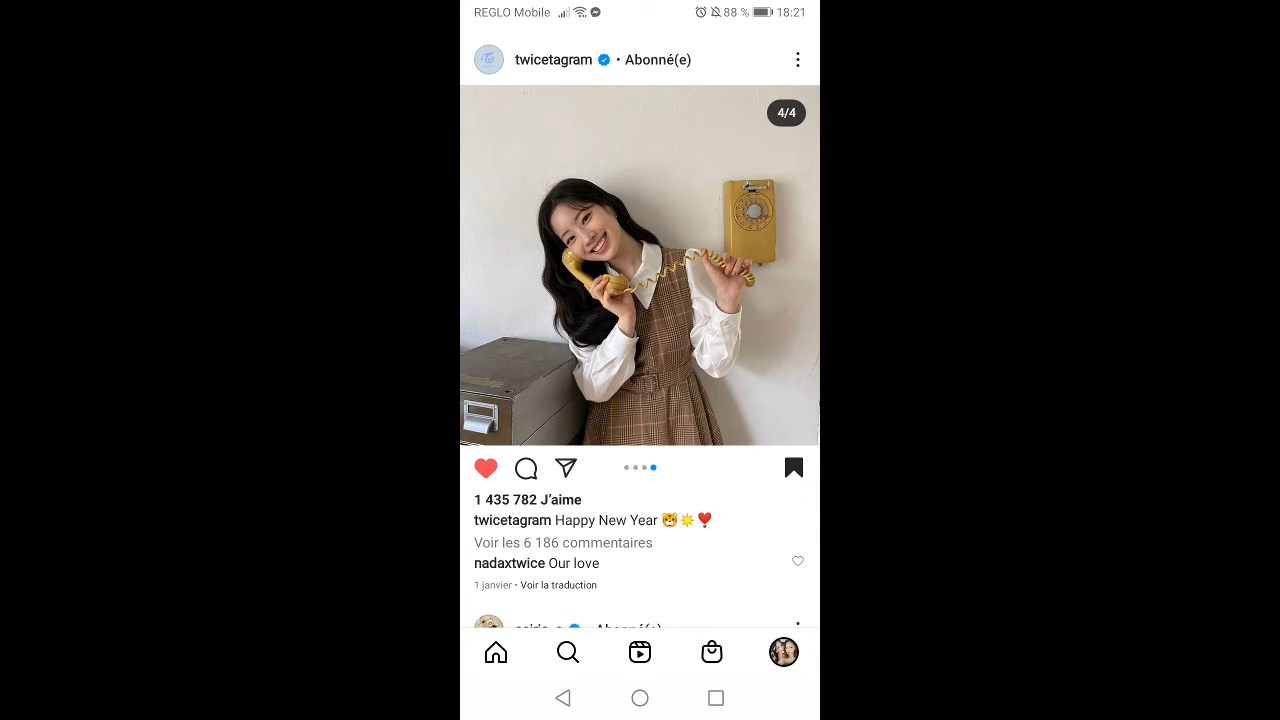 REGLO Mobile 88 % 18:21
twicetagram • Abonné(e)
4/4
1 435 782 J’aime
twicetagram Happy New Year 🐯☀️❣️
Voir les 6 186 commentaires
nadaxtwice Our love
1 janvier • Voir la traduction
Abonné(e)